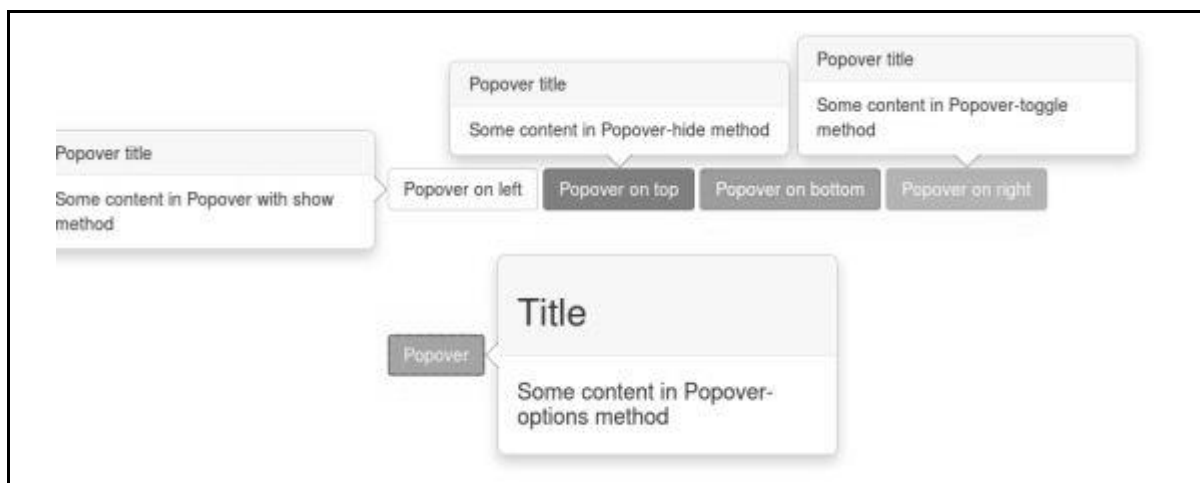 Popover title
Some content in Popover with show
method
Popover title
Some content in Popover-hide method
Popover title
Some content in Popover-toggle
method
Popover on left
Popover on top
Popover on bottom
Popover on right
Popover
Title
Some content in Popover-
options method